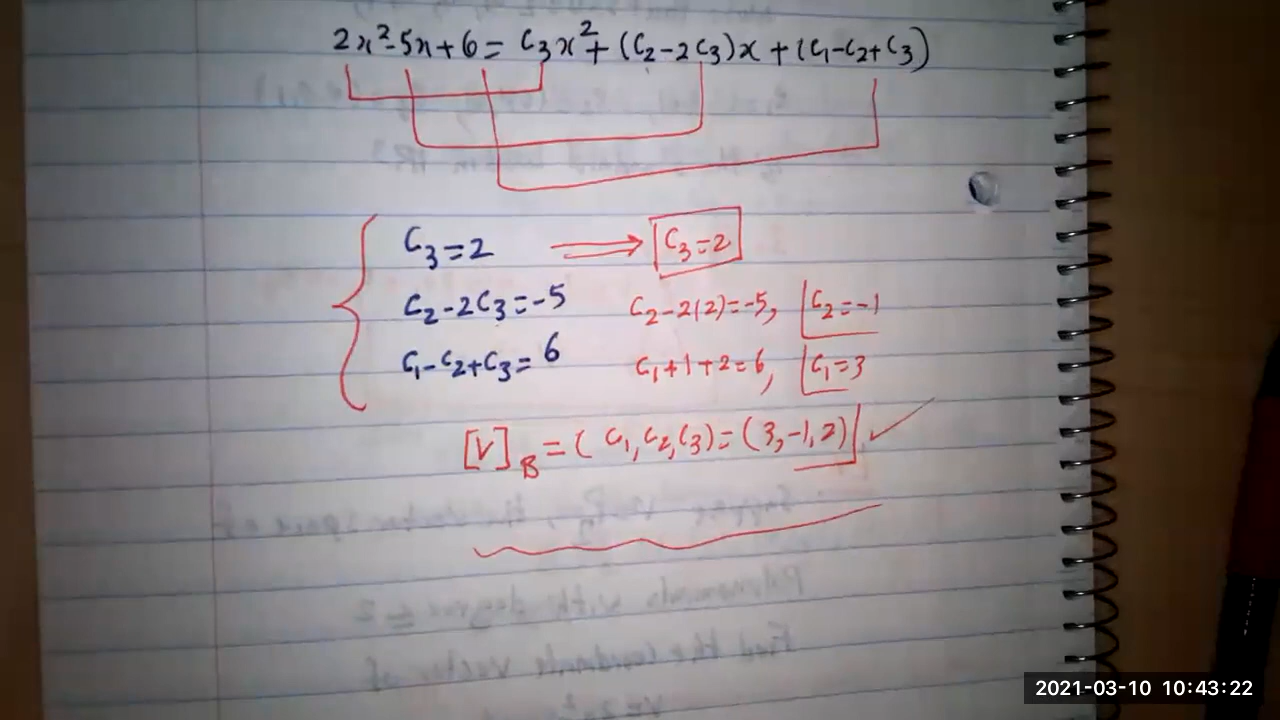 2x²-5x+6 = C₃x²+(C₂-2C₃)x+(C₁-C₂+C₃)
C₃=2 ⟹ C₃=2
C₂-2C₃=-5 C₂-2(2)=-5, C₂=-1
C₁-C₂+C₃=6 C₁+1+2=6, C₁=3
[V]_B=(C₁,C₂,C₃)=(3,-1,2) ✓
2021-03-10 10:43:22